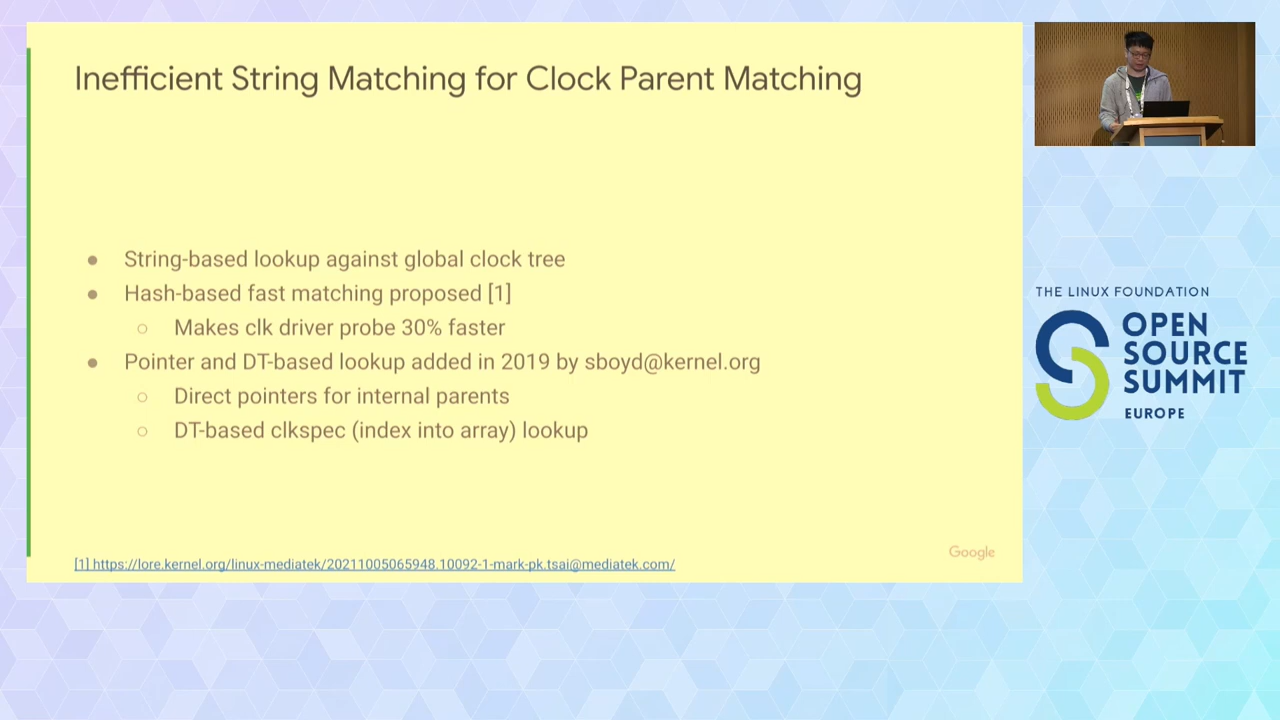 Inefficient String Matching for Clock Parent Matching
● String-based lookup against global clock tree
● Hash-based fast matching proposed [1]
○ Makes clk driver probe 30% faster
● Pointer and DT-based lookup added in 2019 by sboyd@kernel.org
○ Direct pointers for internal parents
○ DT-based clkspec (index into array) lookup
[1] https://lore.kernel.org/linux-mediatek/20211005065948.10092-1-mark-pk.tsai@mediatek.com/
Google
THE LINUX FOUNDATION
OPEN
SOURCE
SUMMIT
EUROPE